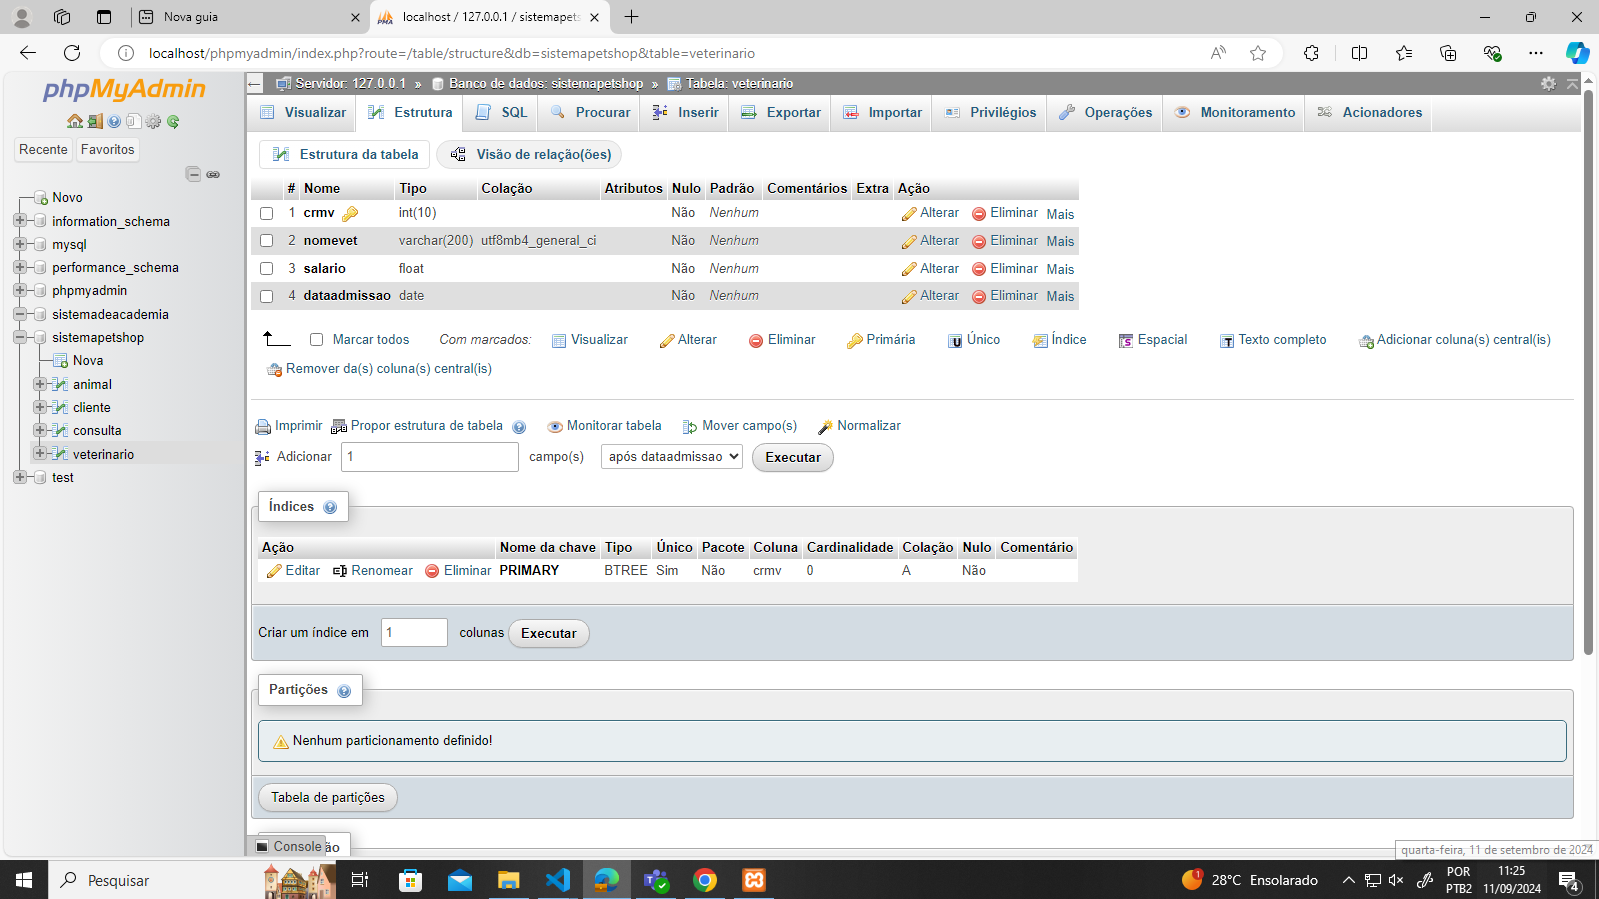 Nova guia
localhost / 127.0.0.1 / sistemapets
localhost/phpmyadmin/index.php?route=/table/structure&db=sistemapetshop&table=veterinario
phpMyAdmin
Recente Favoritos
Novo
information_schema
mysql
performance_schema
phpmyadmin
sistemadeacademia
sistemapetshop
Nova
animal
cliente
consulta
veterinario
test
Servidor: 127.0.0.1 » Banco de dados: sistemapetshop » Tabela: veterinario
Visualizar Estrutura SQL Procurar Inserir Exportar Importar Privilégios Operações Monitoramento Acionadores
Estrutura da tabela Visão de relação(ões)
# Nome Tipo Colação Atributos Nulo Padrão Comentários Extra Ação
1 crmv int(10) Não Nenhum Alterar Eliminar Mais
2 nomevet varchar(200) utf8mb4_general_ci Não Nenhum Alterar Eliminar Mais
3 salario float Não Nenhum Alterar Eliminar Mais
4 dataadmissao date Não Nenhum Alterar Eliminar Mais
Marcar todos Com marcados: Visualizar Alterar Eliminar Primária Único Índice Espacial Texto completo Adicionar coluna(s) central(is)
Remover da(s) coluna(s) central(is)
Imprimir Propor estrutura de tabela Monitorar tabela Mover campo(s) Normalizar
Adicionar 1 campo(s) após dataadmissao Executar
Índices
Ação Nome da chave Tipo Único Pacote Coluna Cardinalidade Colação Nulo Comentário
Editar Renomear Eliminar PRIMARY BTREE Sim Não crmv 0 A Não
Criar um índice em 1 colunas Executar
Partições
Nenhum particionamento definido!
Tabela de partições
Console ão
quarta-feira, 11 de setembro de 2024
Pesquisar
1
28°C Ensolarado
POR
PTB2
11:25
11/09/2024
4